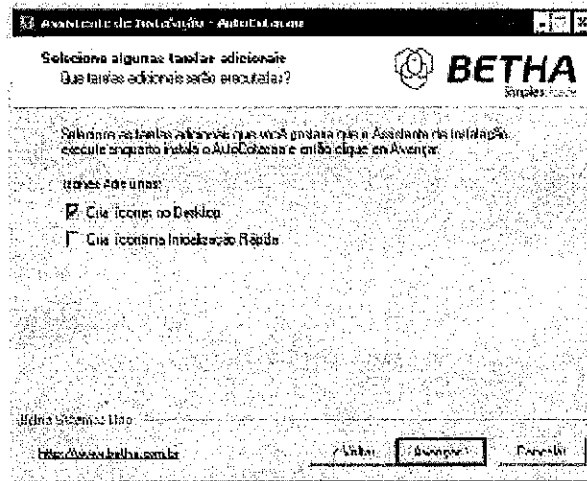 Assistente de Instalação - AutoCotacao
Selecione algumas tarefas adicionais
Que tarefas adicionais serão executadas?
BETHA
Simples
Selecione as tarefas adicionais que você gostaria que o Assistente de Instalação
execute enquanto instala o AutoCotacao e então clique em Avançar.
Ícones Adicionais:
Criar ícones no Desktop
Criar ícone na Inicialização Rápida
Betha Sistemas Ltda
http://www.betha.com.br
< Voltar
Avançar >
Cancelar